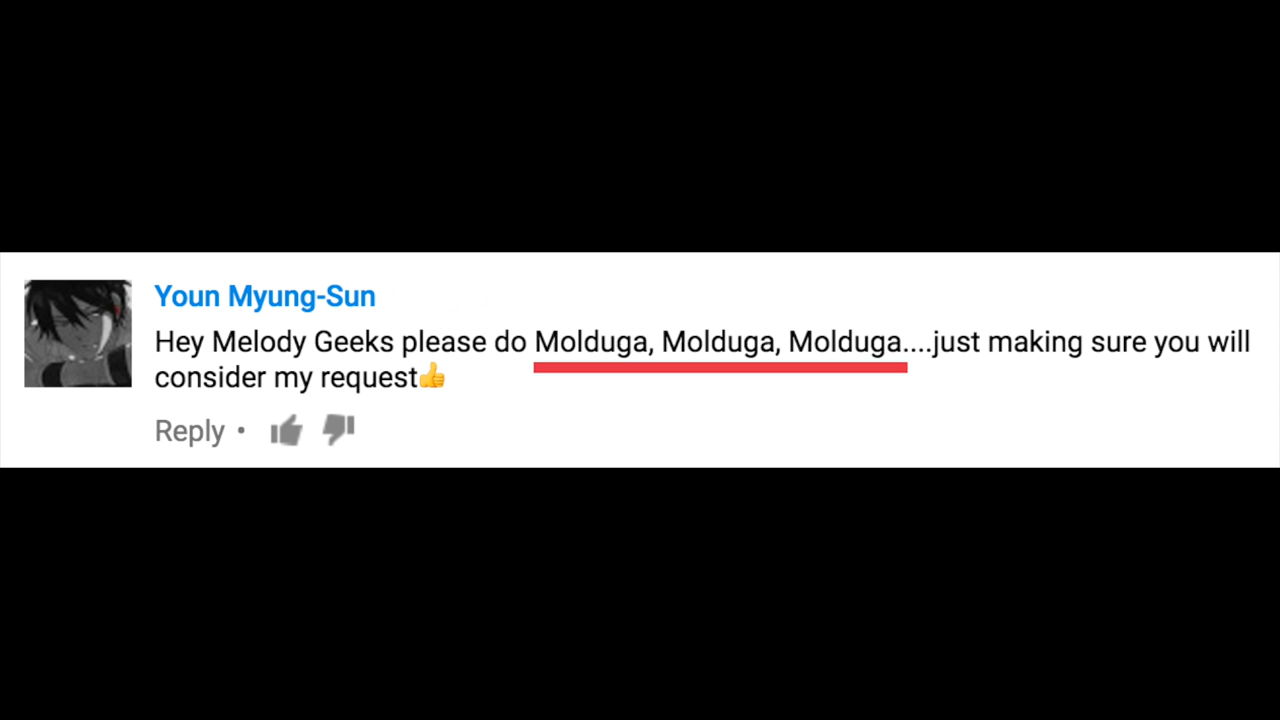 Youn Myung-Sun
Hey Melody Geeks please do Molduga, Molduga, Molduga....just making sure you will
consider my request👍
Reply •